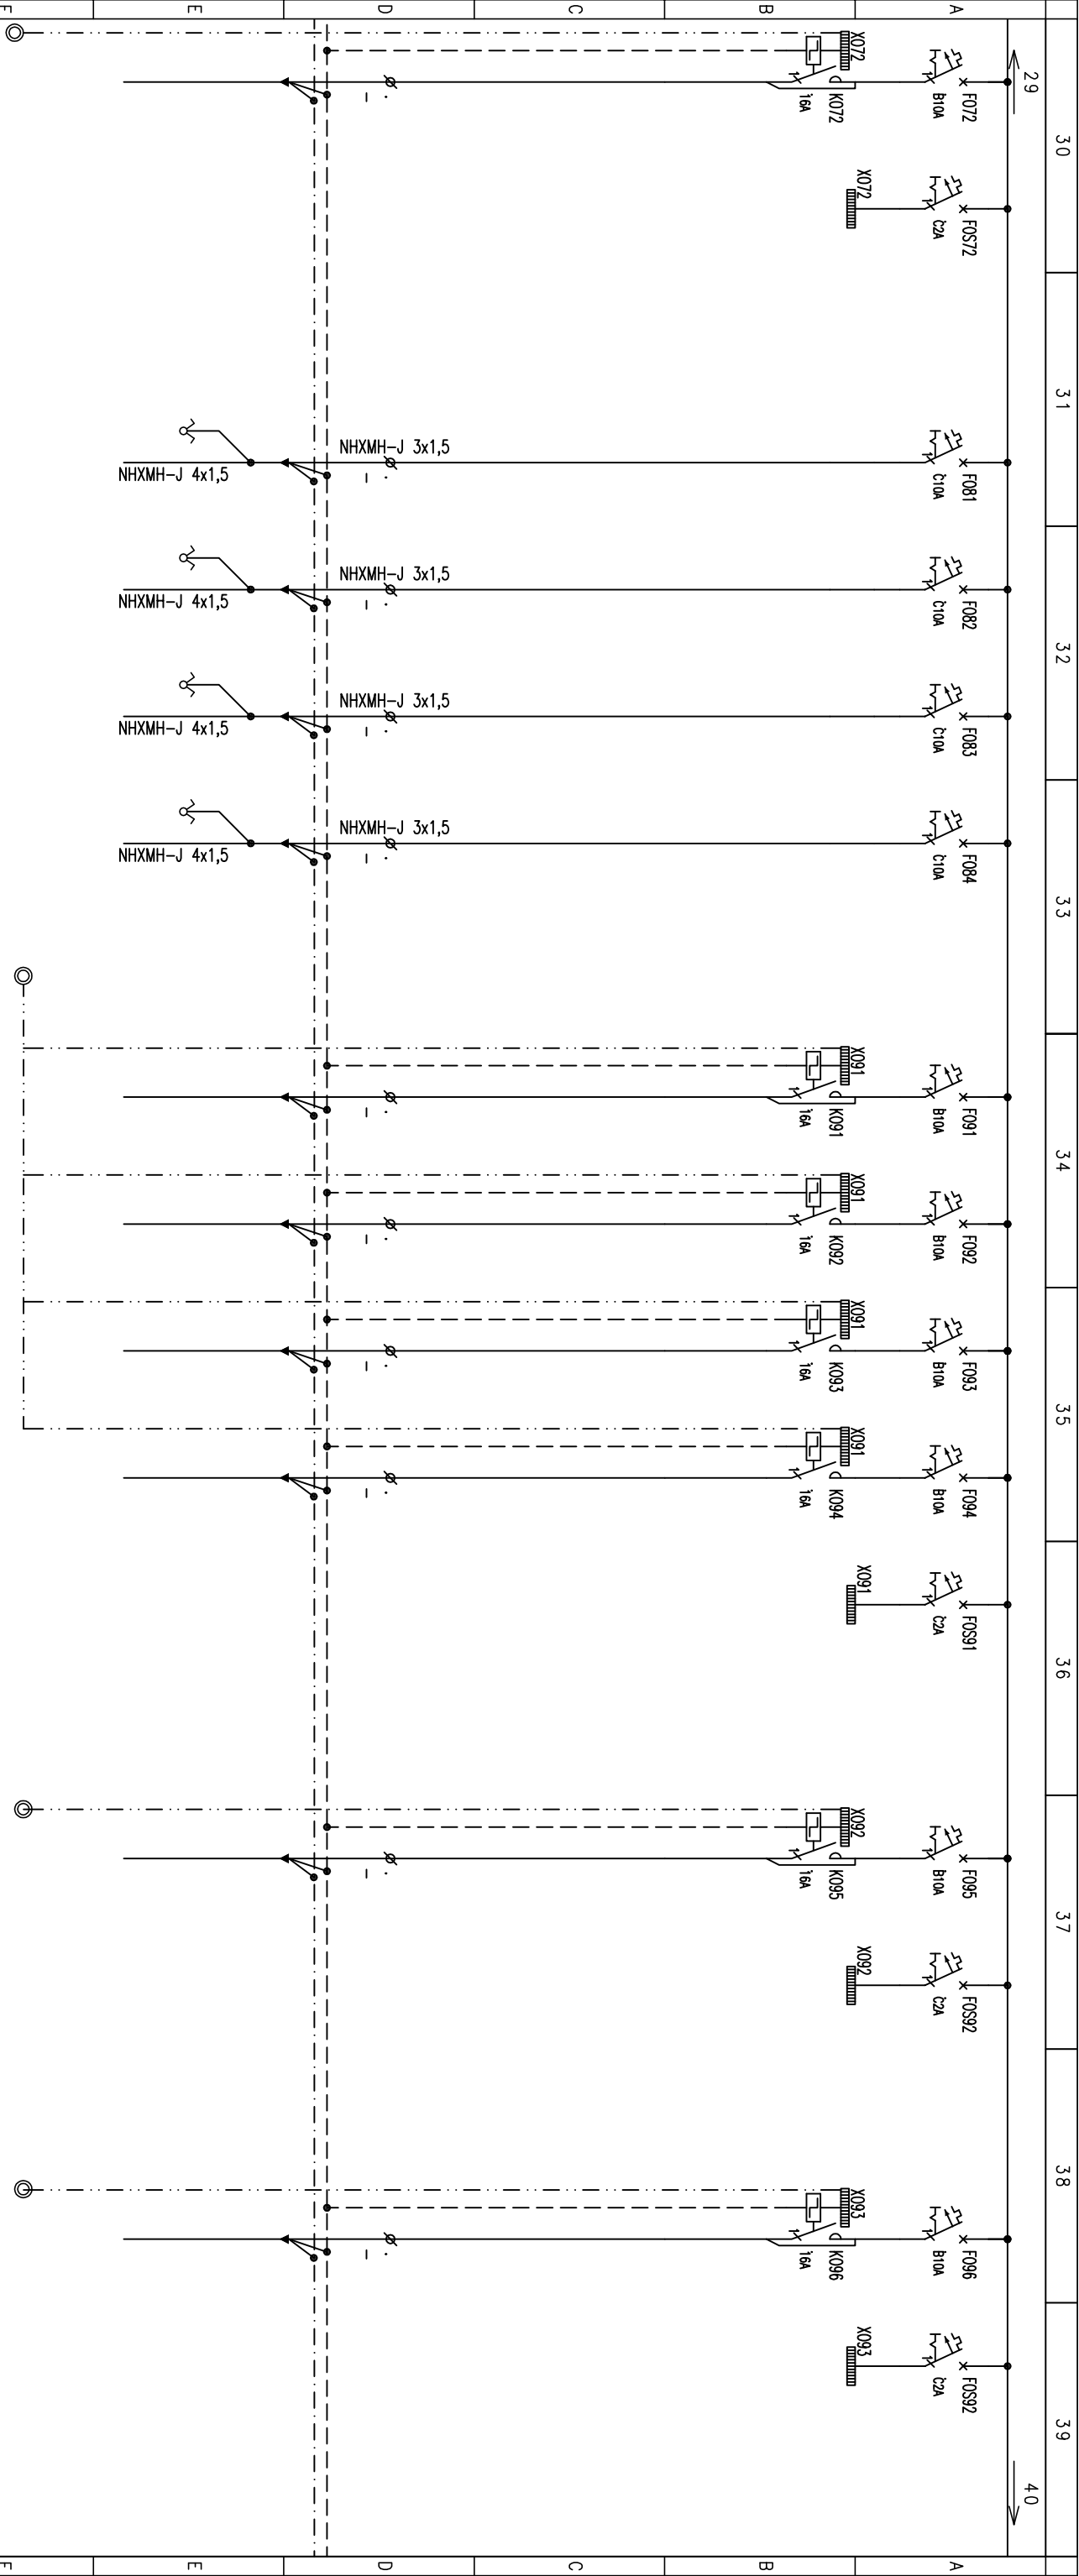 30 31 32 33 34 35 36 37 38 39
29 40
A A
F072 F0S72 F081 F082 F083 F084 F091 F092 F093 F094 F0S91 F095 F0S92 F096 F0S92
B10A C2A C10A C10A C10A C10A B10A B10A B10A B10A C2A B10A C2A B10A C2A
X072 X072 X091 X091 X091 X091 X091 X092 X092 X093 X093
K072 K091 K092 K093 K094 K095 K096
B B
16A 16A 16A 16A 16A 16A 16A
C C
NHXMH-J 3x1,5 NHXMH-J 3x1,5 NHXMH-J 3x1,5 NHXMH-J 3x1,5
D D
E E
NHXMH-J 4x1,5 NHXMH-J 4x1,5 NHXMH-J 4x1,5 NHXMH-J 4x1,5
F F